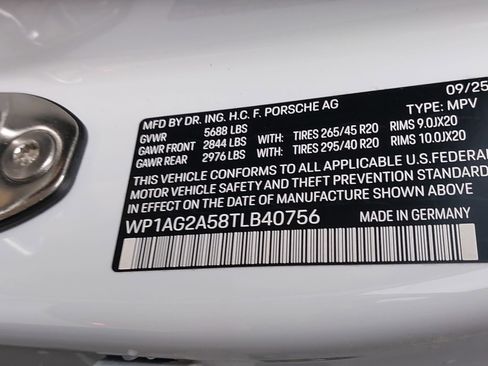 09/25
MFD BY DR. ING. H.C. F. PORSCHE AG TYPE: MPV
GVWR 5688 LBS
GAWR FRONT 2844 LBS WITH: TIRES 265/45 R20 RIMS 9.0JX20
GAWR REAR 2976 LBS WITH: TIRES 295/40 R20 RIMS 10.0JX20
THIS VEHICLE CONFORMS TO ALL APPLICABLE U.S.FEDERAL
MOTOR VEHICLE SAFETY AND THEFT PREVENTION STANDARD
IN EFFECT ON THE DATE OF MANUFACTURE SHOWN ABOVE.
WP1AG2A58TLB40756 MADE IN GERMANY